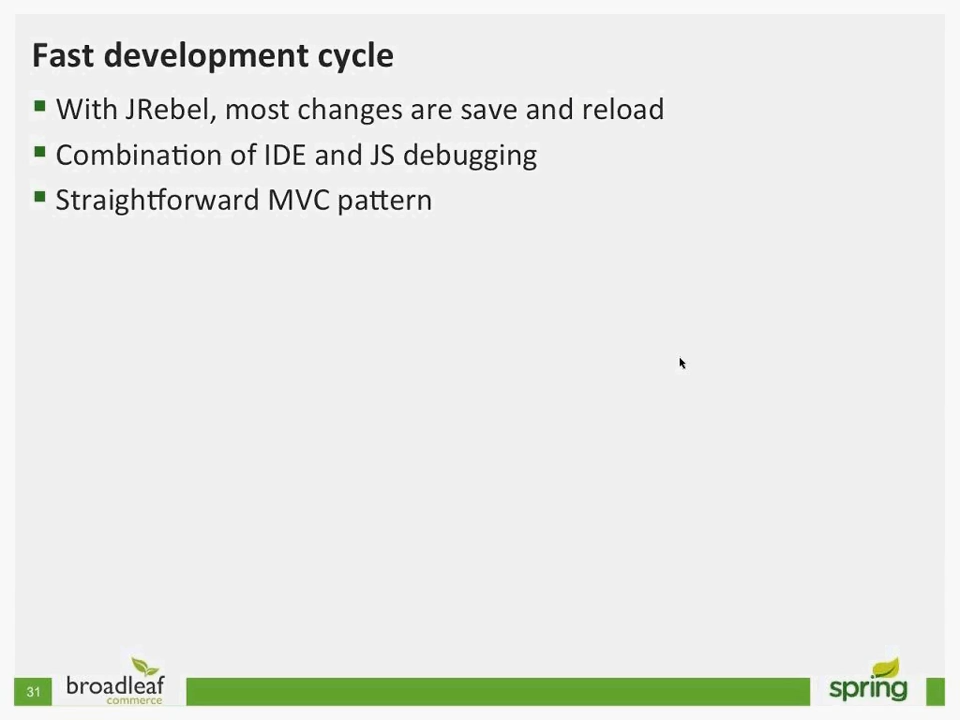 Fast development cycle
With JRebel, most changes are save and reload
Combination of IDE and JS debugging
Straightforward MVC pattern
31
broadleaf
commerce
spring